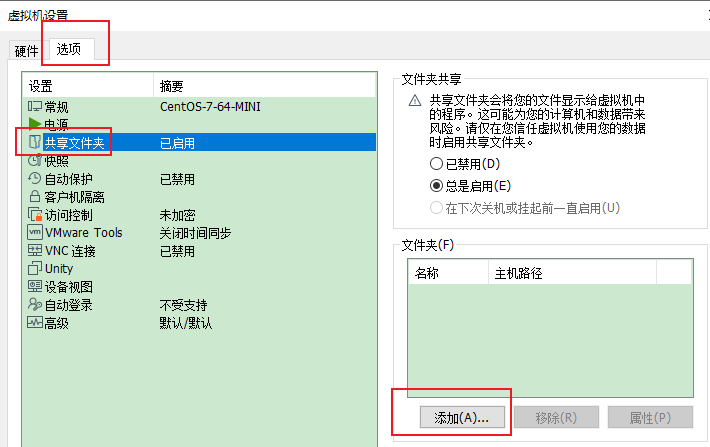 虚拟机设置
硬件 选项
设置 摘要
常规 CentOS-7-64-MINI
电源
共享文件夹 已启用
快照
自动保护 已禁用
客户机隔离
访问控制 未加密
VMware Tools 关闭时间同步
VNC 连接 已禁用
Unity
设备视图
自动登录 不受支持
高级 默认/默认
文件夹共享
共享文件夹会将您的文件显示给虚拟机中
的程序。这可能为您的计算机和数据带来
风险。请仅在您信任虚拟机使用您的数据
时启用共享文件夹。
已禁用(D)
总是启用(E)
在下次关机或挂起前一直启用(U)
文件夹(F)
名称 主机路径
添加(A)... 移除(R) 属性(P)